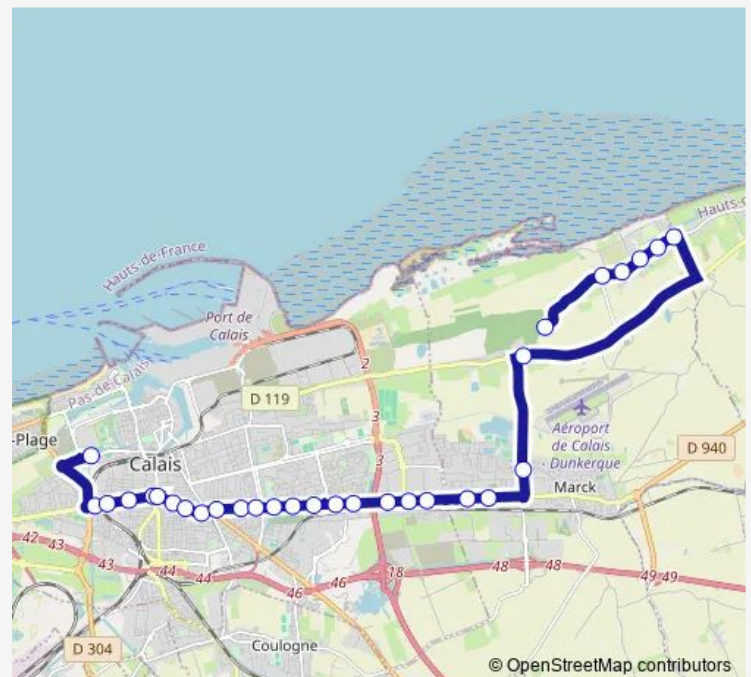 Hauts-de-France
Hauts-d
Port de
Calais
Pas-de-Calais
2
D 119
3
3
-Plage
Calais
Aéroport
de Calais
- Dunkerque
D 940
Marck
42
43
43
44
44
46
46
18
48
48
49
49
D 304
Coulogne
© OpenStreetMap contributors